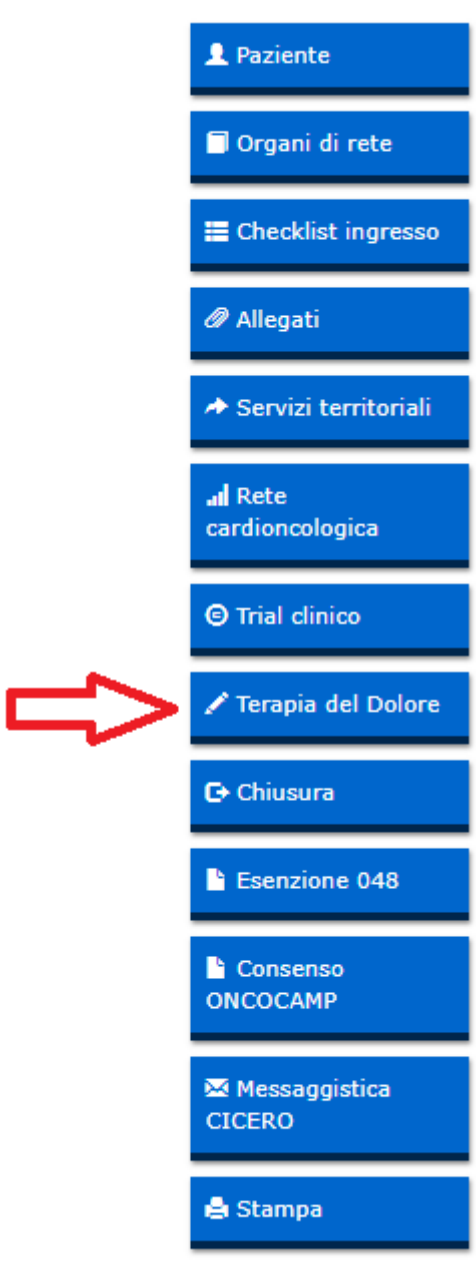 Paziente
Organi di rete
Checklist ingresso
Allegati
Servizi territoriali
Rete
cardioncologica
Trial clinico
Terapia del Dolore
Chiusura
Esenzione 048
Consenso
ONCOCAMP
Messaggistica
CICERO
Stampa